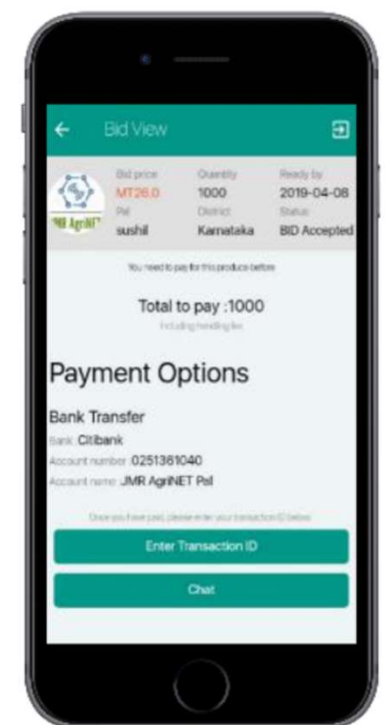 Bid View
Bid price Quantity Ready by
MT26.0 1000 2019-04-08
Psl District Status
sushil Karnataka BID Accepted
JMR AgriNET
You need to pay for this produce before
Total to pay :1000
Including handling fee
Payment Options
Bank Transfer
Bank :Citibank
Account number :0251361040
Account name :JMR AgriNET Psl
Once you have paid, please enter your transaction ID below
Enter Transaction ID
Chat